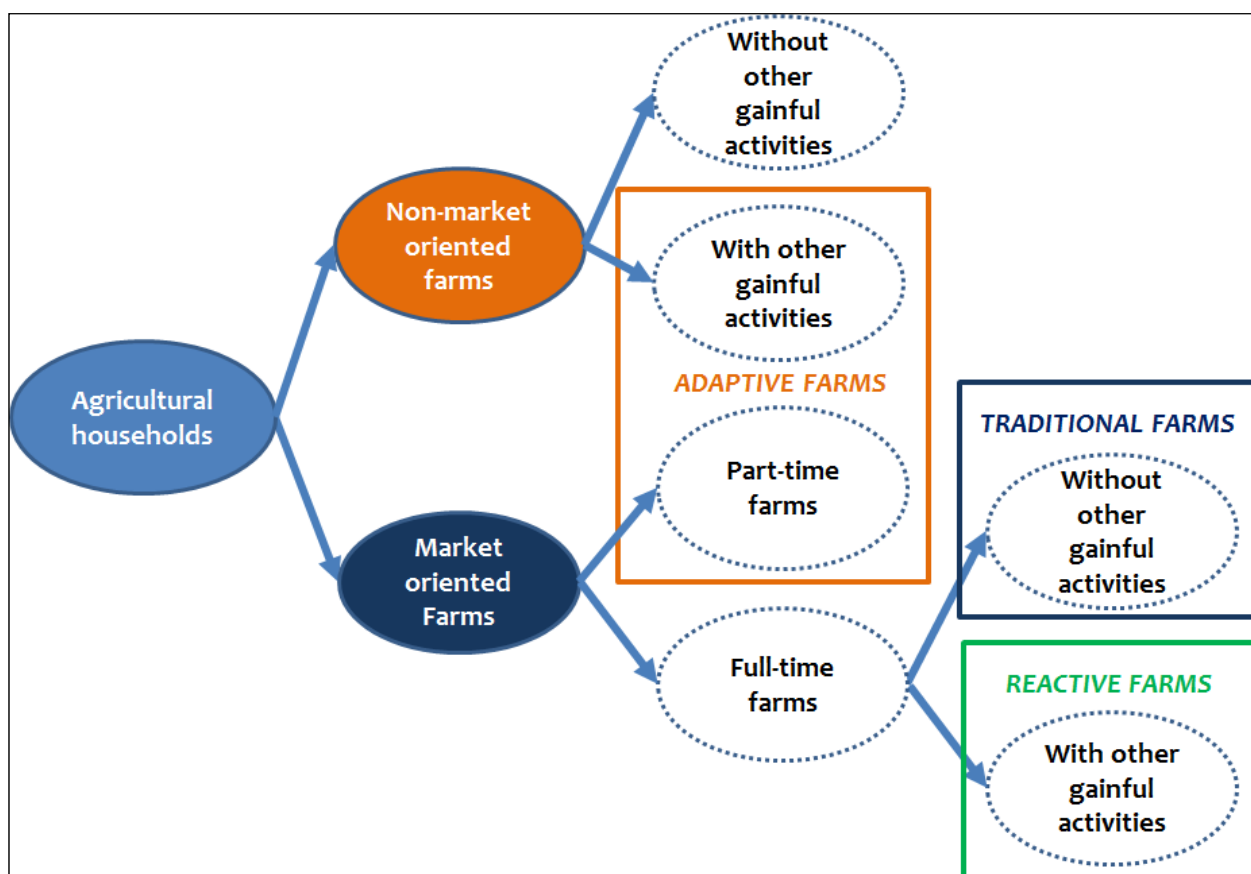 Without
other
gainful
activities
Non-market
oriented
farms
With other
gainful
activities
ADAPTIVE FARMS
Agricultural
households
TRADITIONAL FARMS
Part-time
farms
Without
other
gainful
activities
Market
oriented
Farms
Full-time
farms
REACTIVE FARMS
With other
gainful
activities